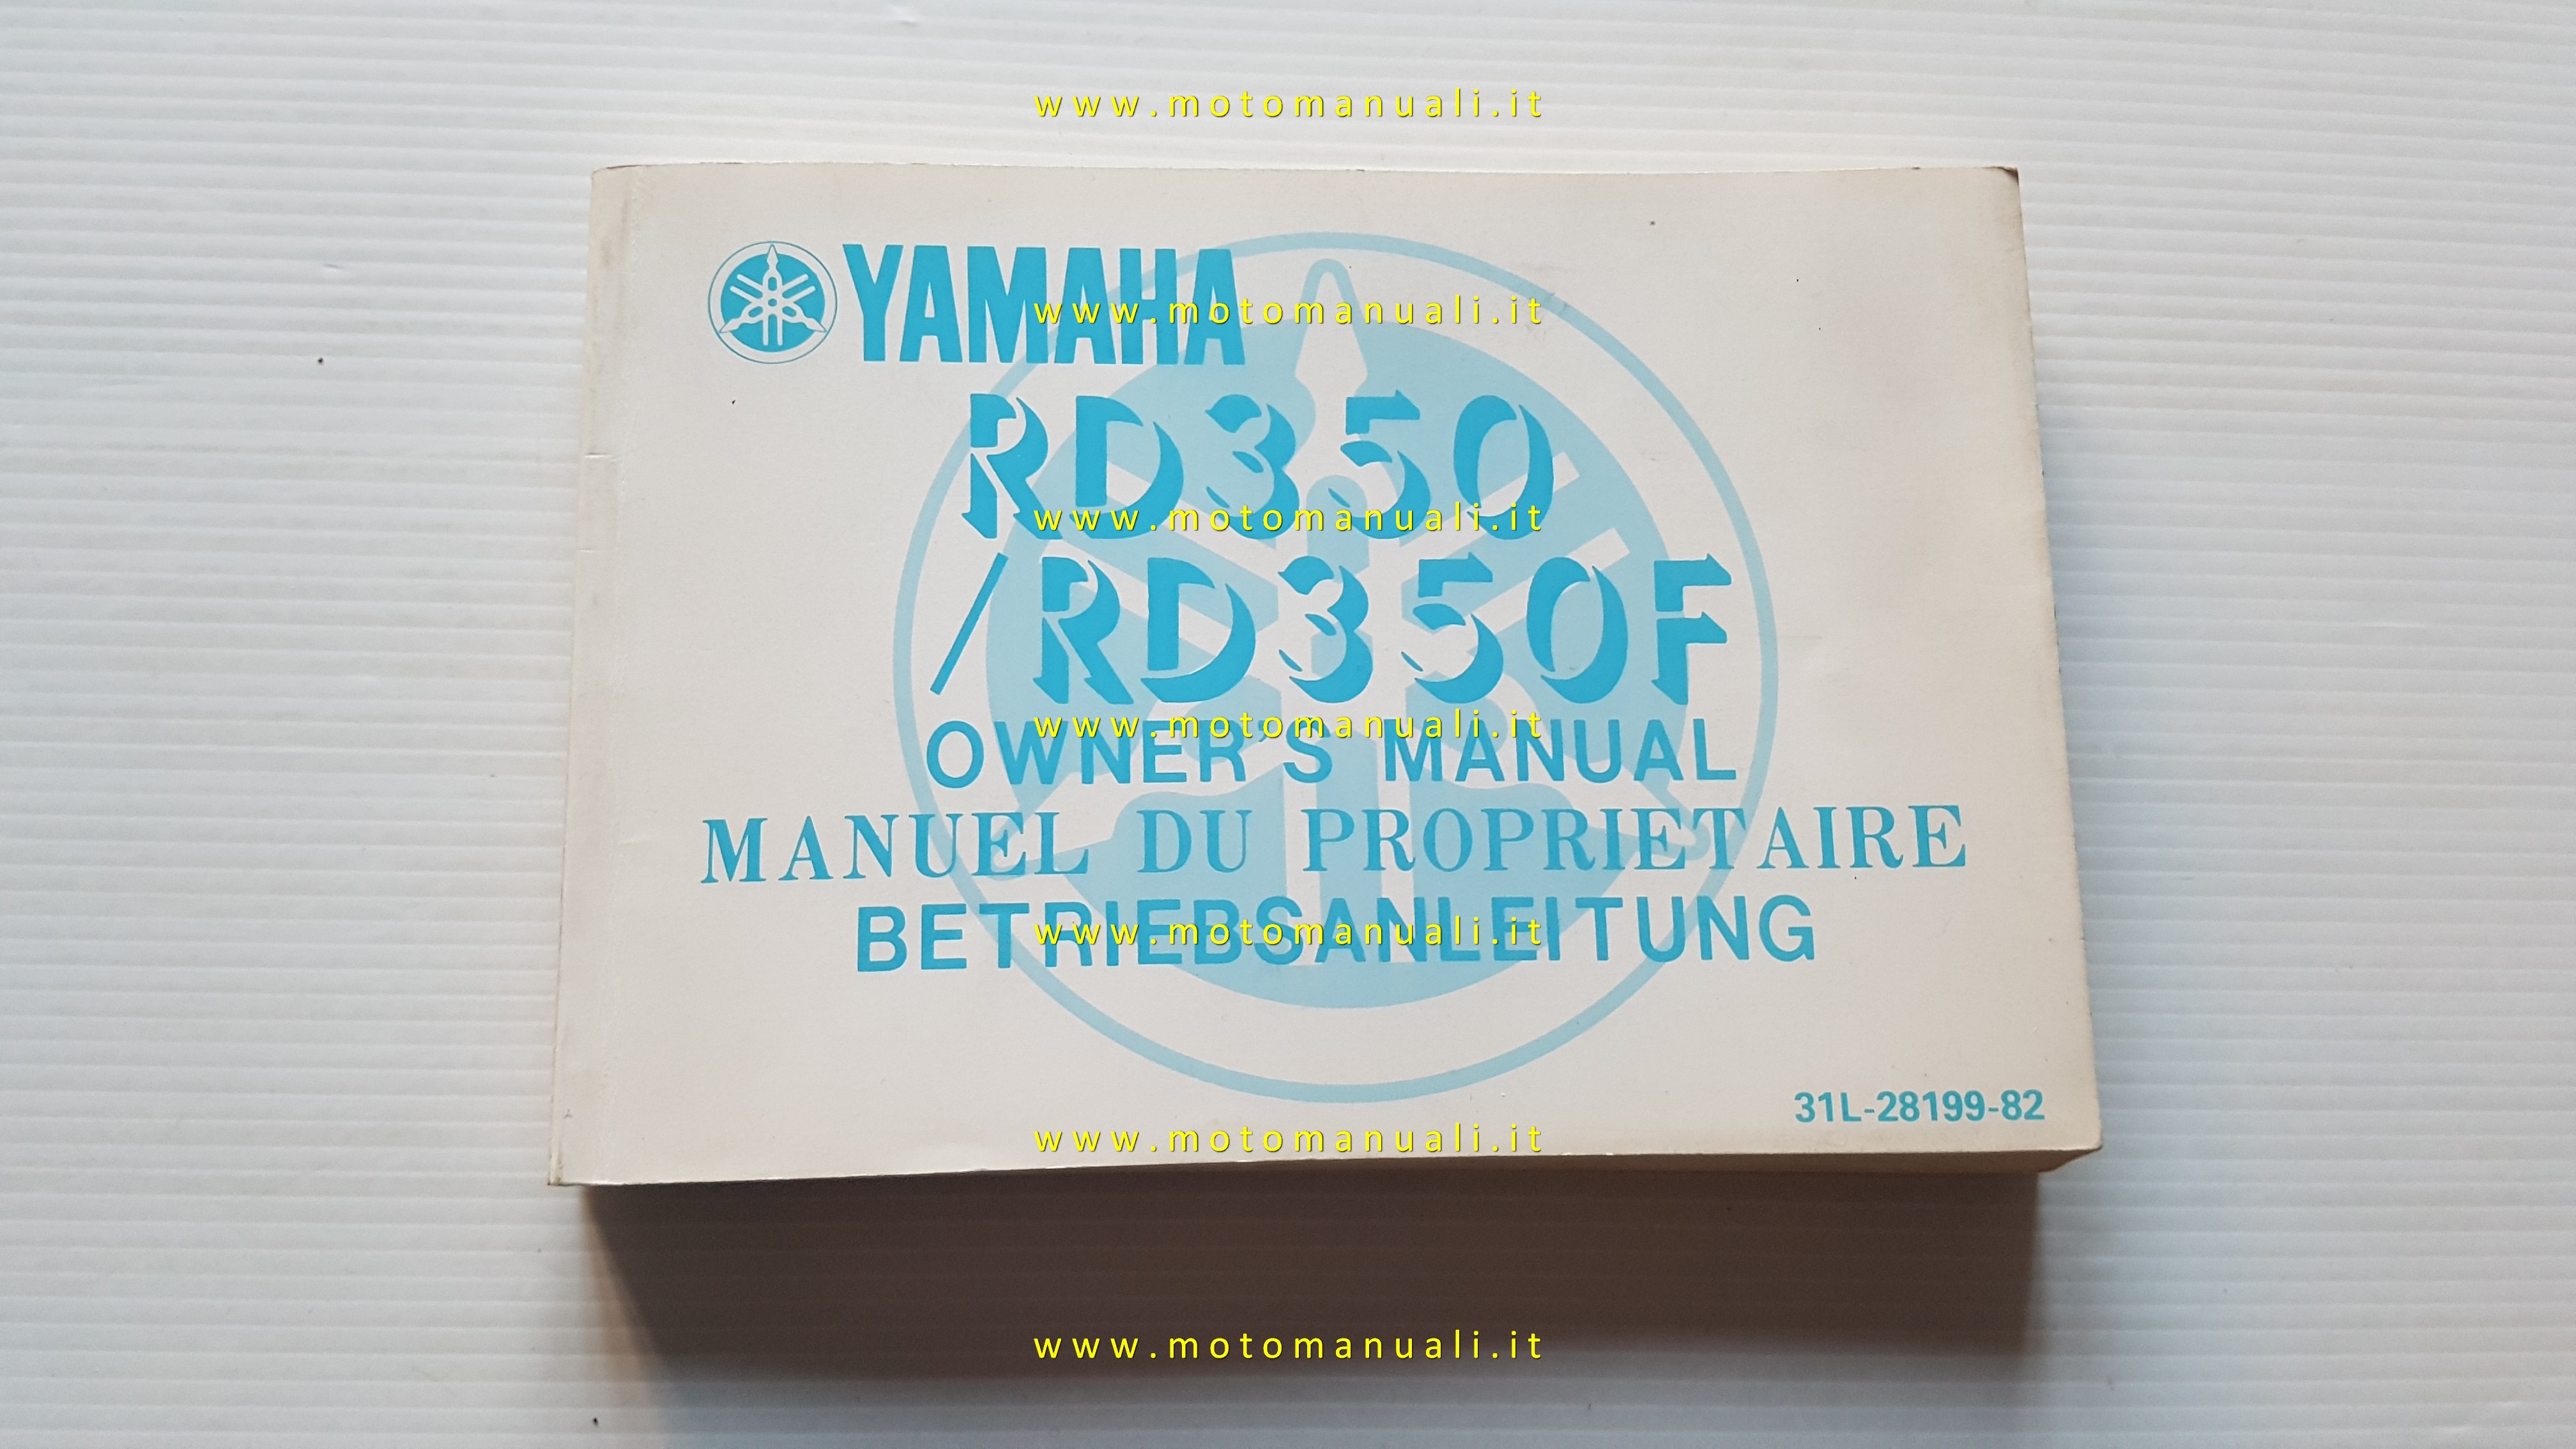 www.motomanuali.it
YAMAHA
www.motomanuali.it
RD350
www.motomanuali.it
/RD350F
www.motomanuali.it
OWNER'S MANUAL
MANUEL DU PROPRIETAIRE
BETRIEBSANLEITUNG
www.motomanuali.it
31L-28199-82
www.motomanuali.it
www.motomanuali.it